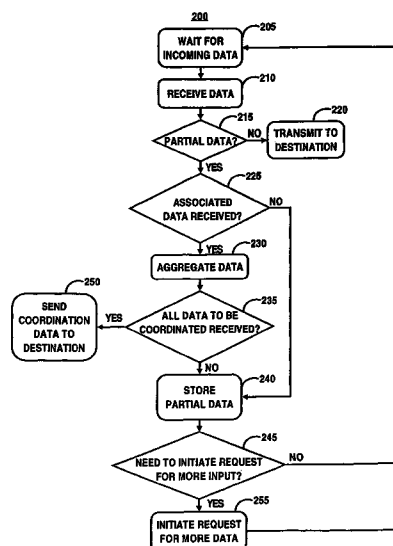 200
205
WAIT FOR
INCOMING DATA
210
RECEIVE DATA
215
PARTIAL DATA?
NO
220
TRANSMIT TO
DESTINATION
YES
225
ASSOCIATED
DATA RECEIVED?
NO
YES
230
AGGREGATE DATA
235
ALL DATA TO BE
COORDINATED RECEIVED?
YES
250
SEND
COORDINATION
DATA TO
DESTINATION
NO
240
STORE
PARTIAL DATA
245
NEED TO INITIATE REQUEST
FOR MORE INPUT?
NO
YES
255
INITIATE REQUEST
FOR MORE DATA